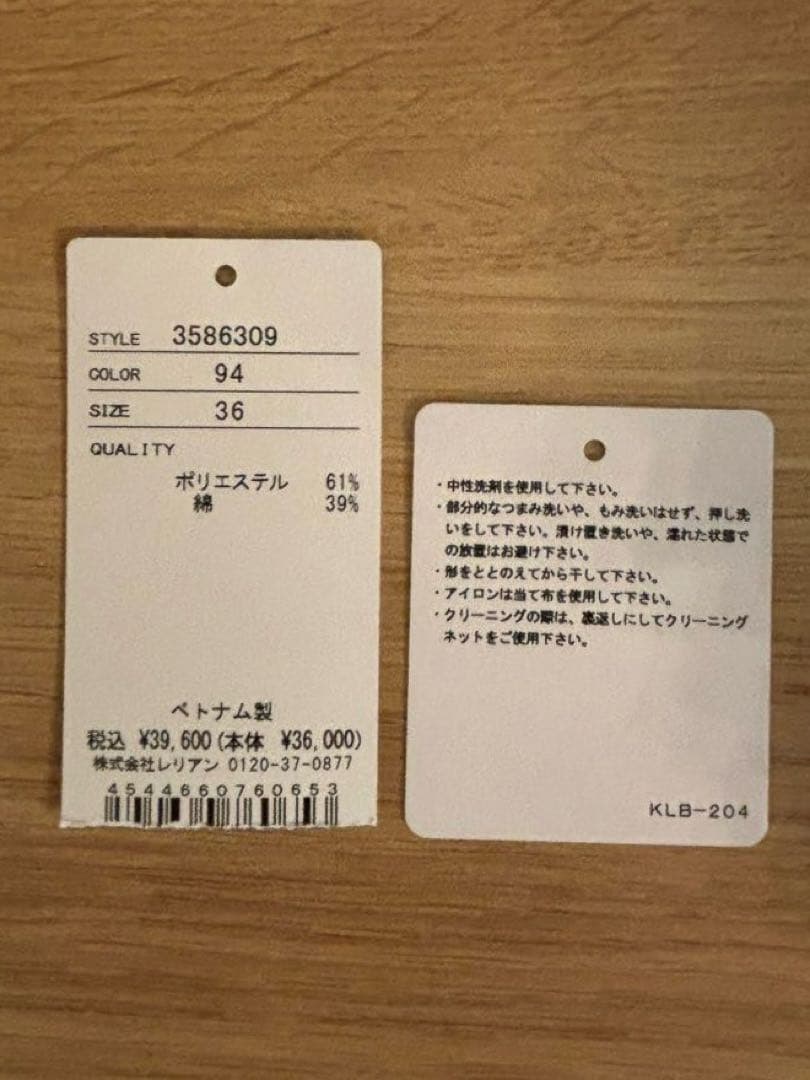 STYLE 3586309
COLOR 94
SIZE 36
QUALITY
ポリエステル 61%
綿 39%
ベトナム製
税込 ¥39,600(本体 ¥36,000)
株式会社レリアン 0120-37-0877
4544660760653
・中性洗剤を使用して下さい。
・部分的なつまみ洗いや、もみ洗いはせず、押し洗
いをして下さい。漬け置き洗いや、濡れた状態で
の放置はお避け下さい。
・形をととのえてから干して下さい。
・アイロンは当て布を使用して下さい。
・クリーニングの際は、裏返しにしてクリーニング
ネットをご使用下さい。
KLB-204